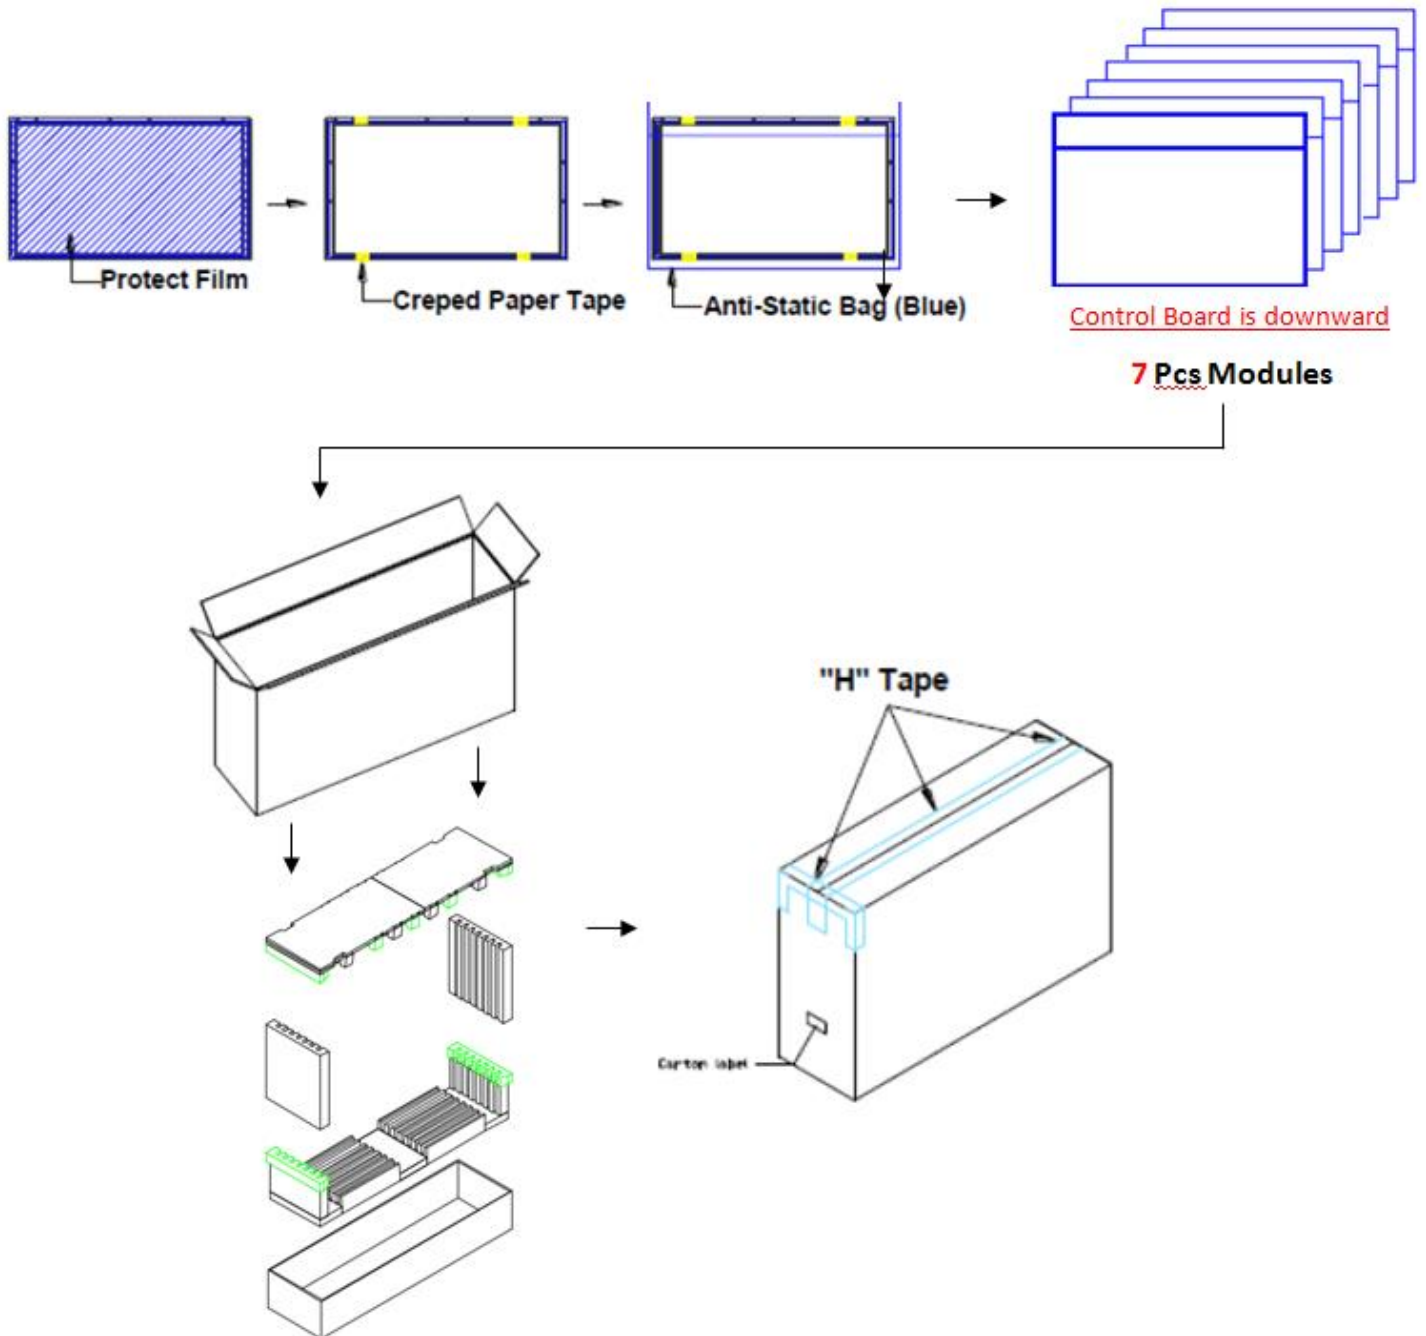 Protect Film
Creped Paper Tape
Anti-Static Bag (Blue)
Control Board is downward
7 Pcs Modules
"H" Tape
Carton label